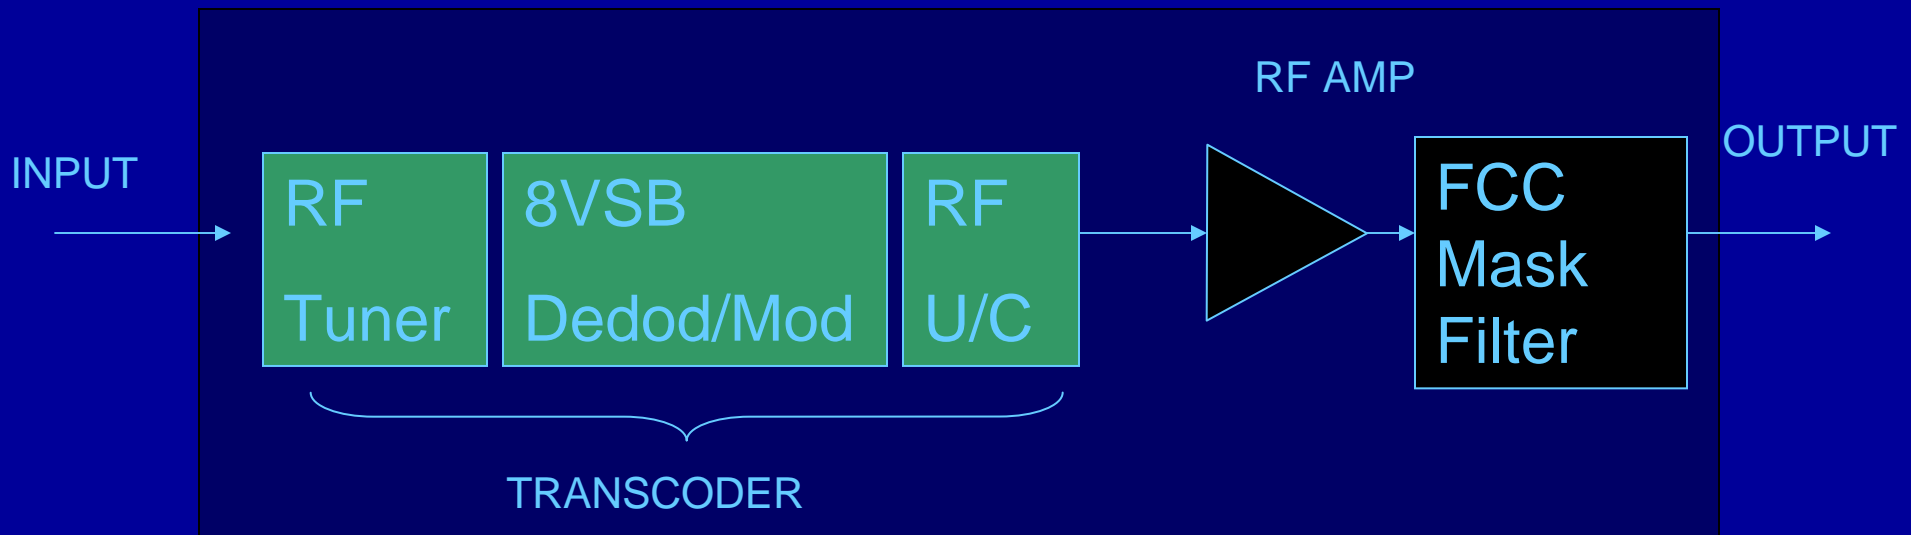 RF AMP
INPUT
RF
Tuner
8VSB
Dedod/Mod
RF
U/C
FCC
Mask
Filter
OUTPUT
TRANSCODER